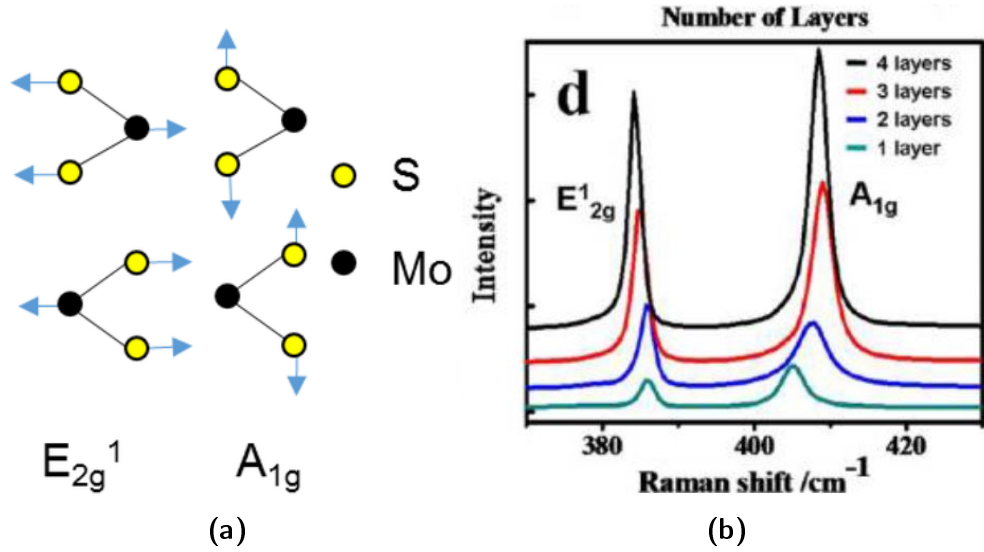 S
Mo
E₂g¹
A₁g
(a)
Number of Layers
d
4 layers
3 layers
2 layers
1 layer
E¹₂g
A₁g
Intensity
380
400
420
Raman shift /cm⁻¹
(b)